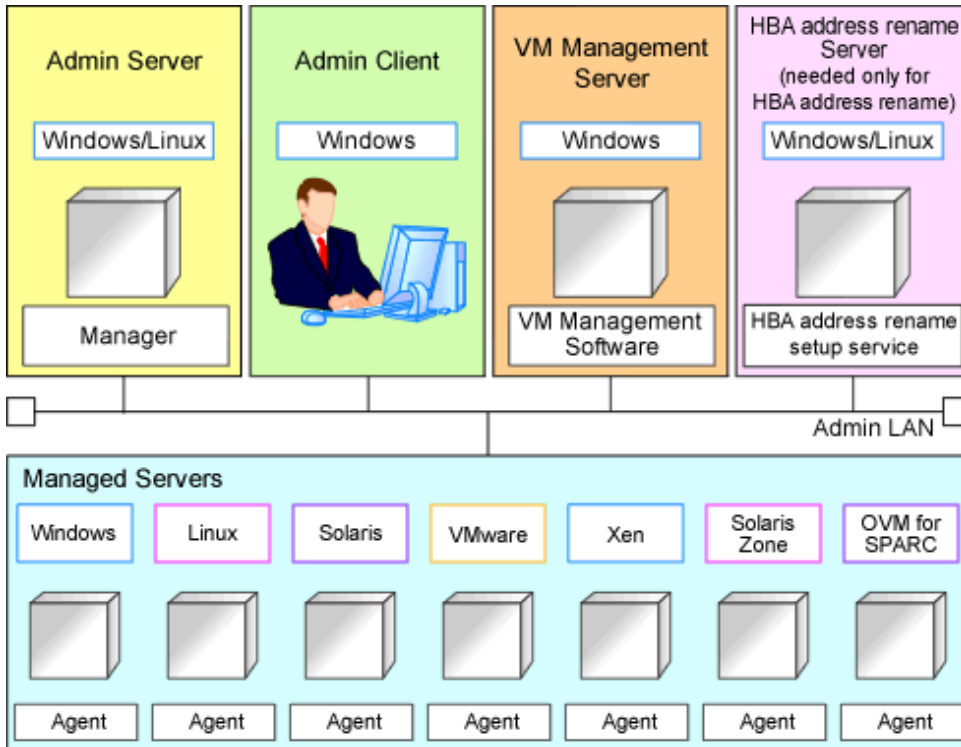 Admin Server
Windows/Linux
Manager
Admin Client
Windows
VM Management
Server
Windows
VM Management
Software
HBA address rename
Server
(needed only for
HBA address rename)
Windows/Linux
HBA address rename
setup service
Admin LAN
Managed Servers
Windows
Linux
Solaris
VMware
Xen
Solaris
Zone
OVM for
SPARC
Agent
Agent
Agent
Agent
Agent
Agent
Agent